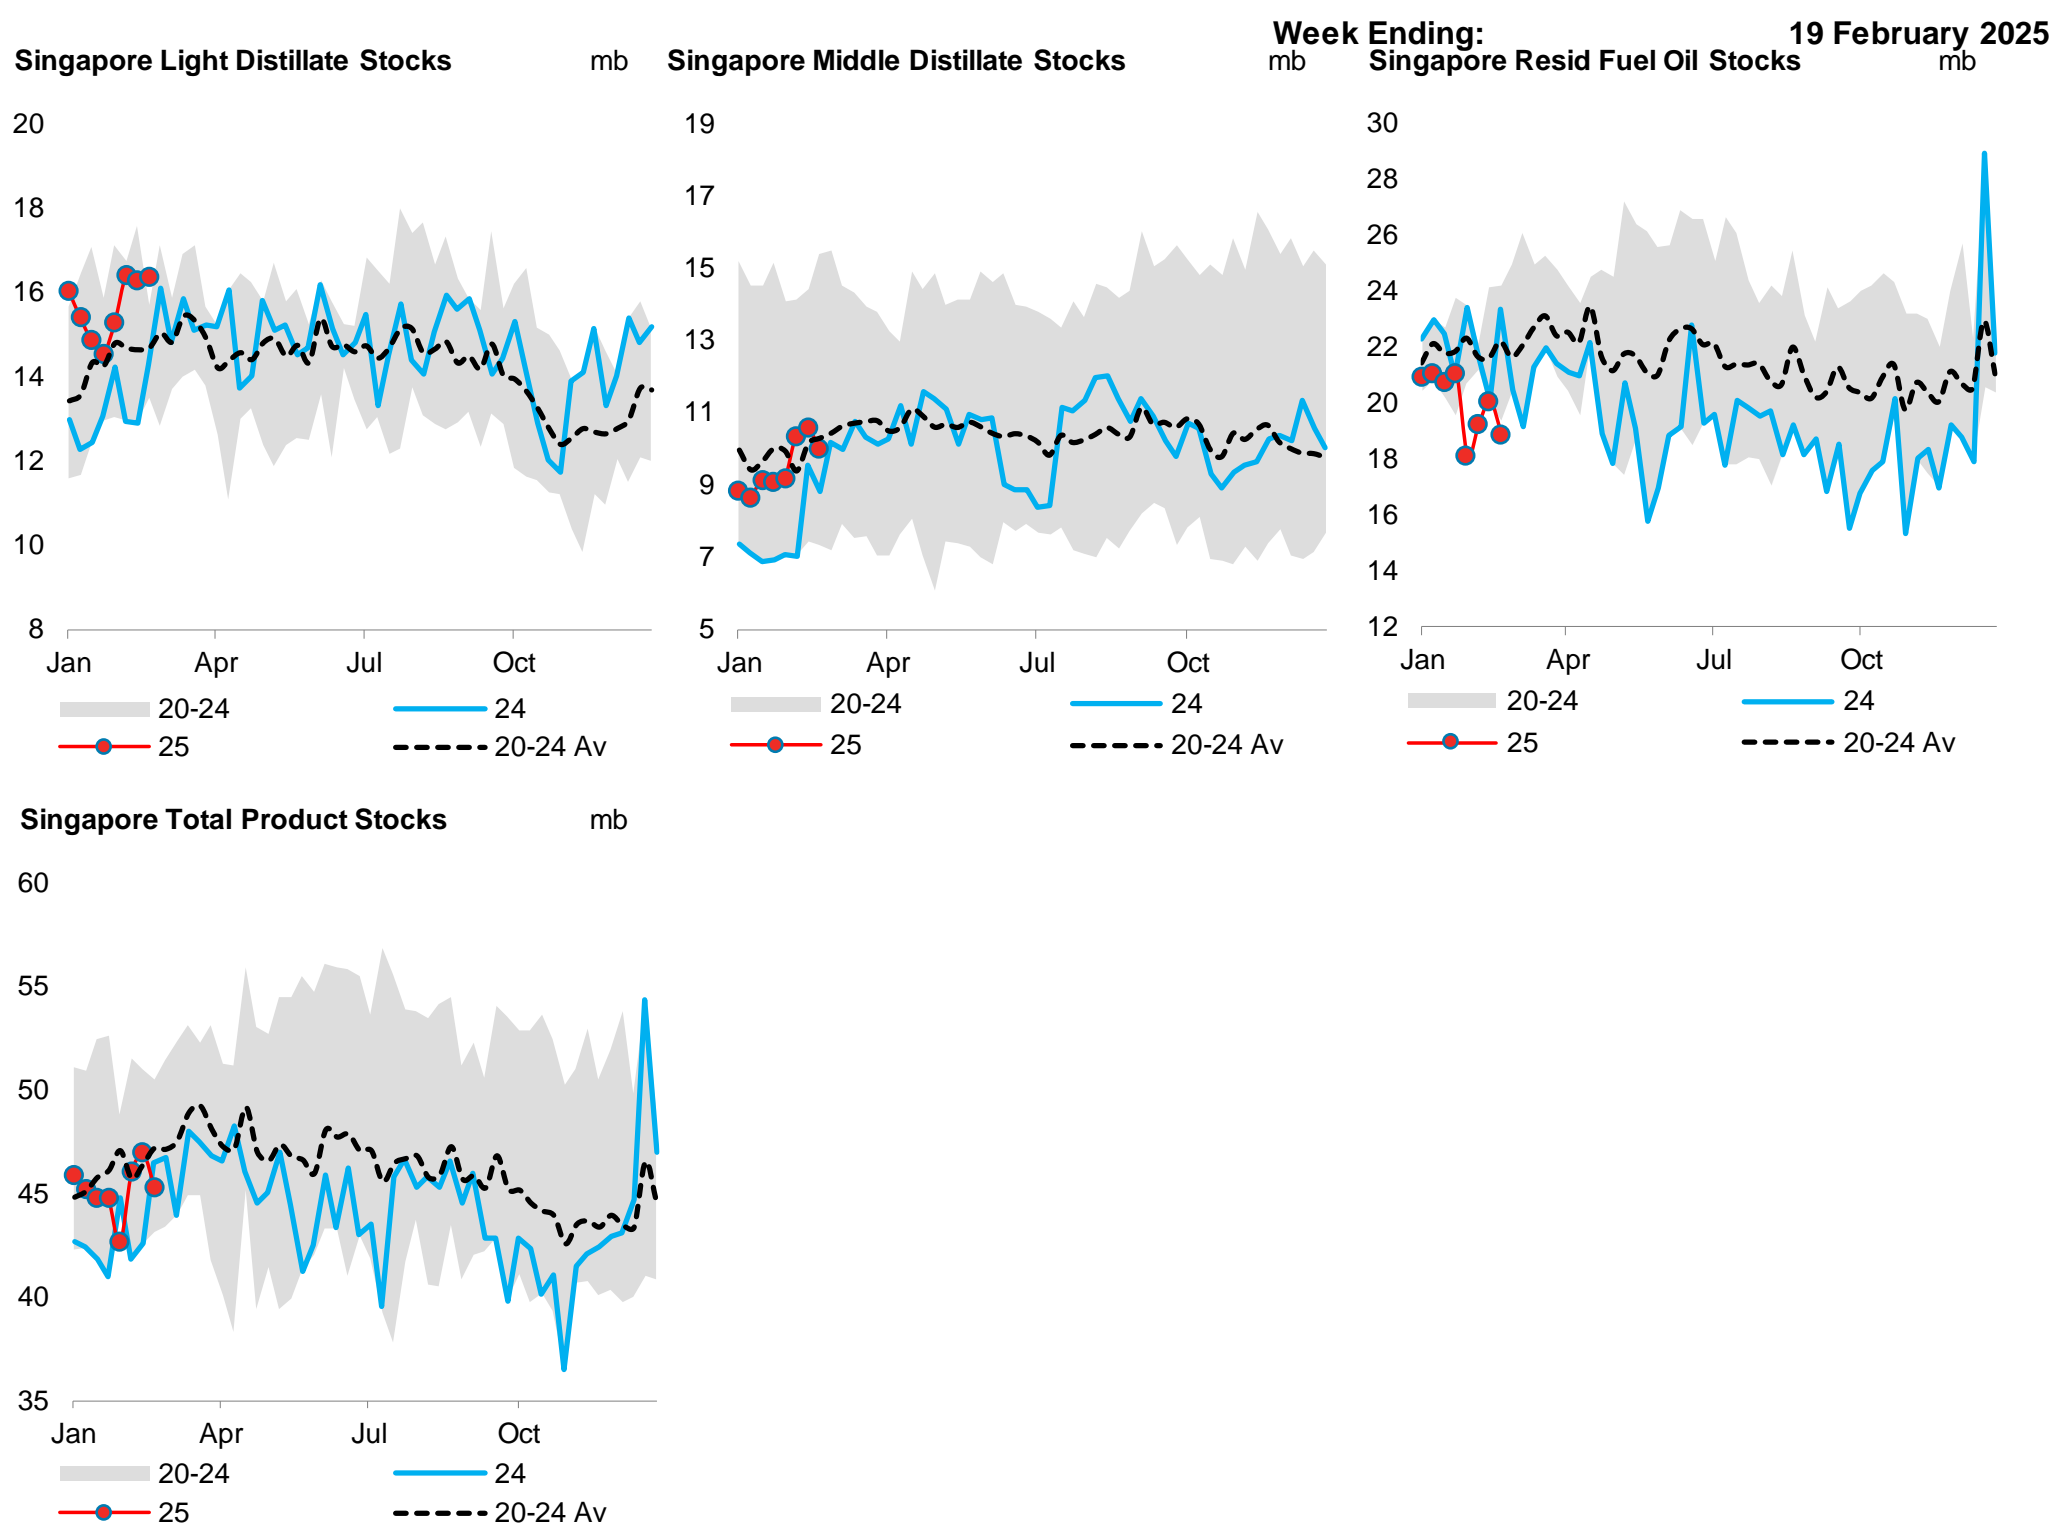 Week Ending: 19 February 2025
Singapore Light Distillate Stocks mb
20
18
16
14
12
10
8
Jan Apr Jul Oct
20-24 24
25 20-24 Av
Singapore Middle Distillate Stocks mb
19
17
15
13
11
9
7
5
Jan Apr Jul Oct
20-24 24
25 20-24 Av
Singapore Resid Fuel Oil Stocks mb
30
28
26
24
22
20
18
16
14
12
Jan Apr Jul Oct
20-24 24
25 20-24 Av
Singapore Total Product Stocks mb
60
55
50
45
40
35
Jan Apr Jul Oct
20-24 24
25 20-24 Av